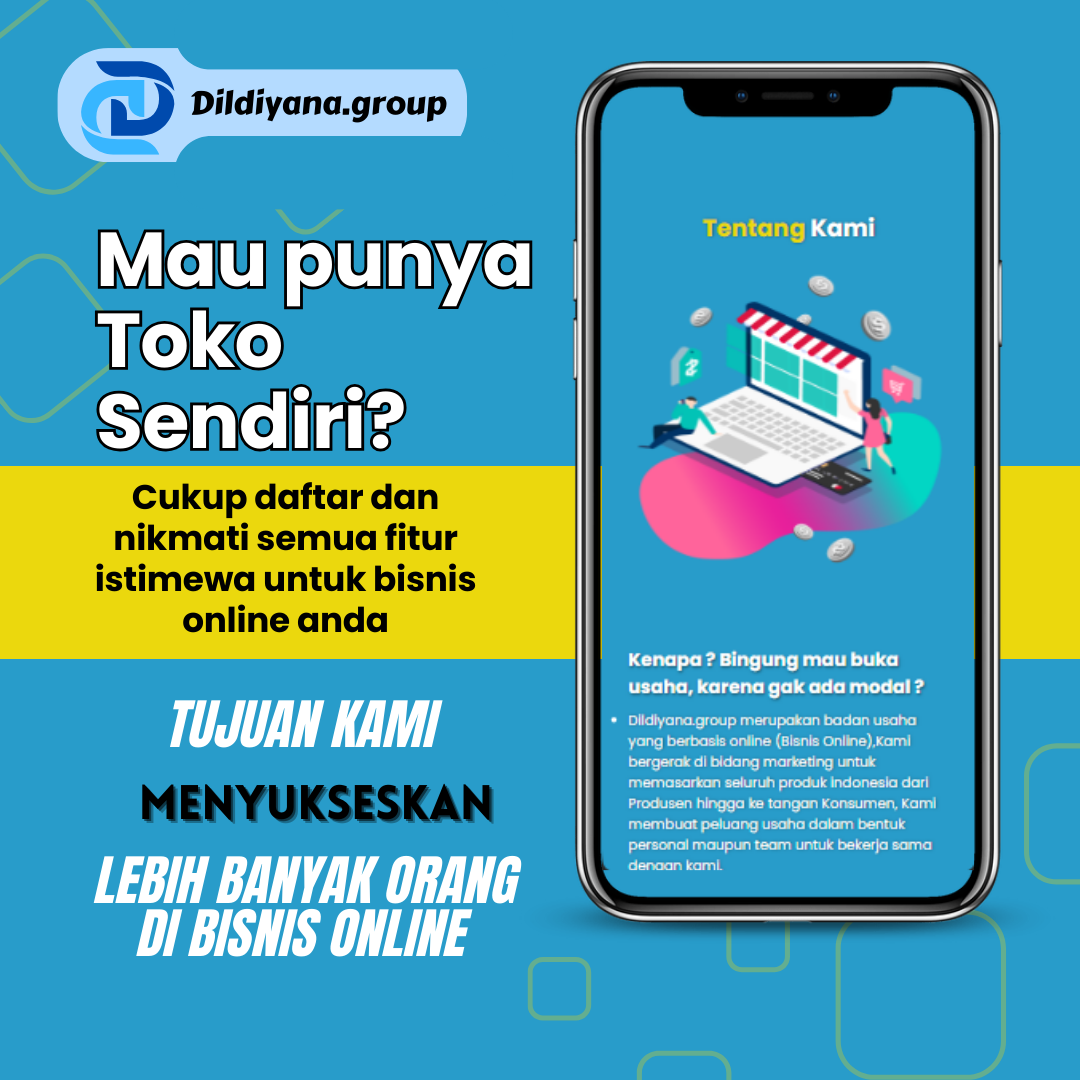 Dildiyana.group
Mau punya
Toko
Sendiri?
Cukup daftar dan
nikmati semua fitur
istimewa untuk bisnis
online anda
TUJUAN KAMI
MENYUKSESKAN
LEBIH BANYAK ORANG
DI BISNIS ONLINE
Tentang Kami
Kenapa ? Bingung mau buka
usaha, karena gak ada modal ?
• Dildiyana.group merupakan badan usaha
yang berbasis online (Bisnis Online),Kami
bergerak di bidang marketing untuk
memasarkan seluruh produk indonesia dari
Produsen hingga ke tangan Konsumen, Kami
membuat peluang usaha dalam bentuk
personal maupun team untuk bekerja sama
dengan kami.